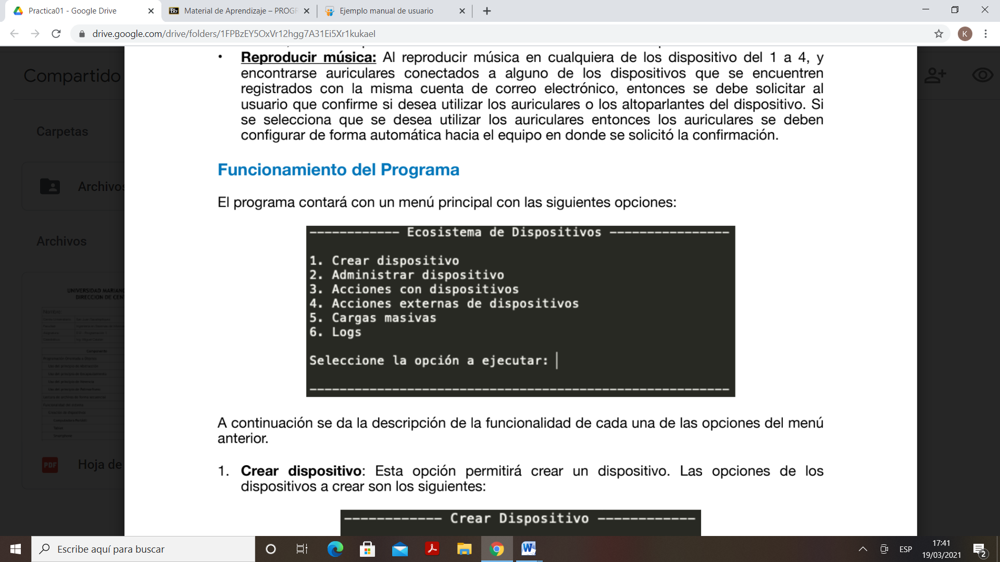 Practica01 - Google Drive
Bb Material de Aprendizaje – PROGR
Ejemplo manual de usuario
drive.google.com/drive/folders/1FPBzEY5OxVr12hgg7A31Ei5Xr1kukaeI
K
Compartido
Carpetas
Archivos
Archivos
UNIVERSIDAD MARIANO
DIRECCION DE CEN
Nombre:
PDF Hoja de
• Reproducir música: Al reproducir música en cualquiera de los dispositivo del 1 a 4, y
encontrarse auriculares conectados a alguno de los dispositivos que se encuentren
registrados con la misma cuenta de correo electrónico, entonces se debe solicitar al
usuario que confirme si desea utilizar los auriculares o los altoparlantes del dispositivo. Si
se selecciona que se desea utilizar los auriculares entonces los auriculares se deben
configurar de forma automática hacia el equipo en donde se solicitó la confirmación.
Funcionamiento del Programa
El programa contará con un menú principal con las siguientes opciones:
------------ Ecosistema de Dispositivos ----------------
1. Crear dispositivo
2. Administrar dispositivo
3. Acciones con dispositivos
4. Acciones externas de dispositivos
5. Cargas masivas
6. Logs
Seleccione la opción a ejecutar:
--------------------------------------------------------
A continuación se da la descripción de la funcionalidad de cada una de las opciones del menú
anterior.
1. Crear dispositivo: Esta opción permitirá crear un dispositivo. Las opciones de los
dispositivos a crear son los siguientes:
------------ Crear Dispositivo ------------
Escribe aquí para buscar
ESP
17:41
19/03/2021
2